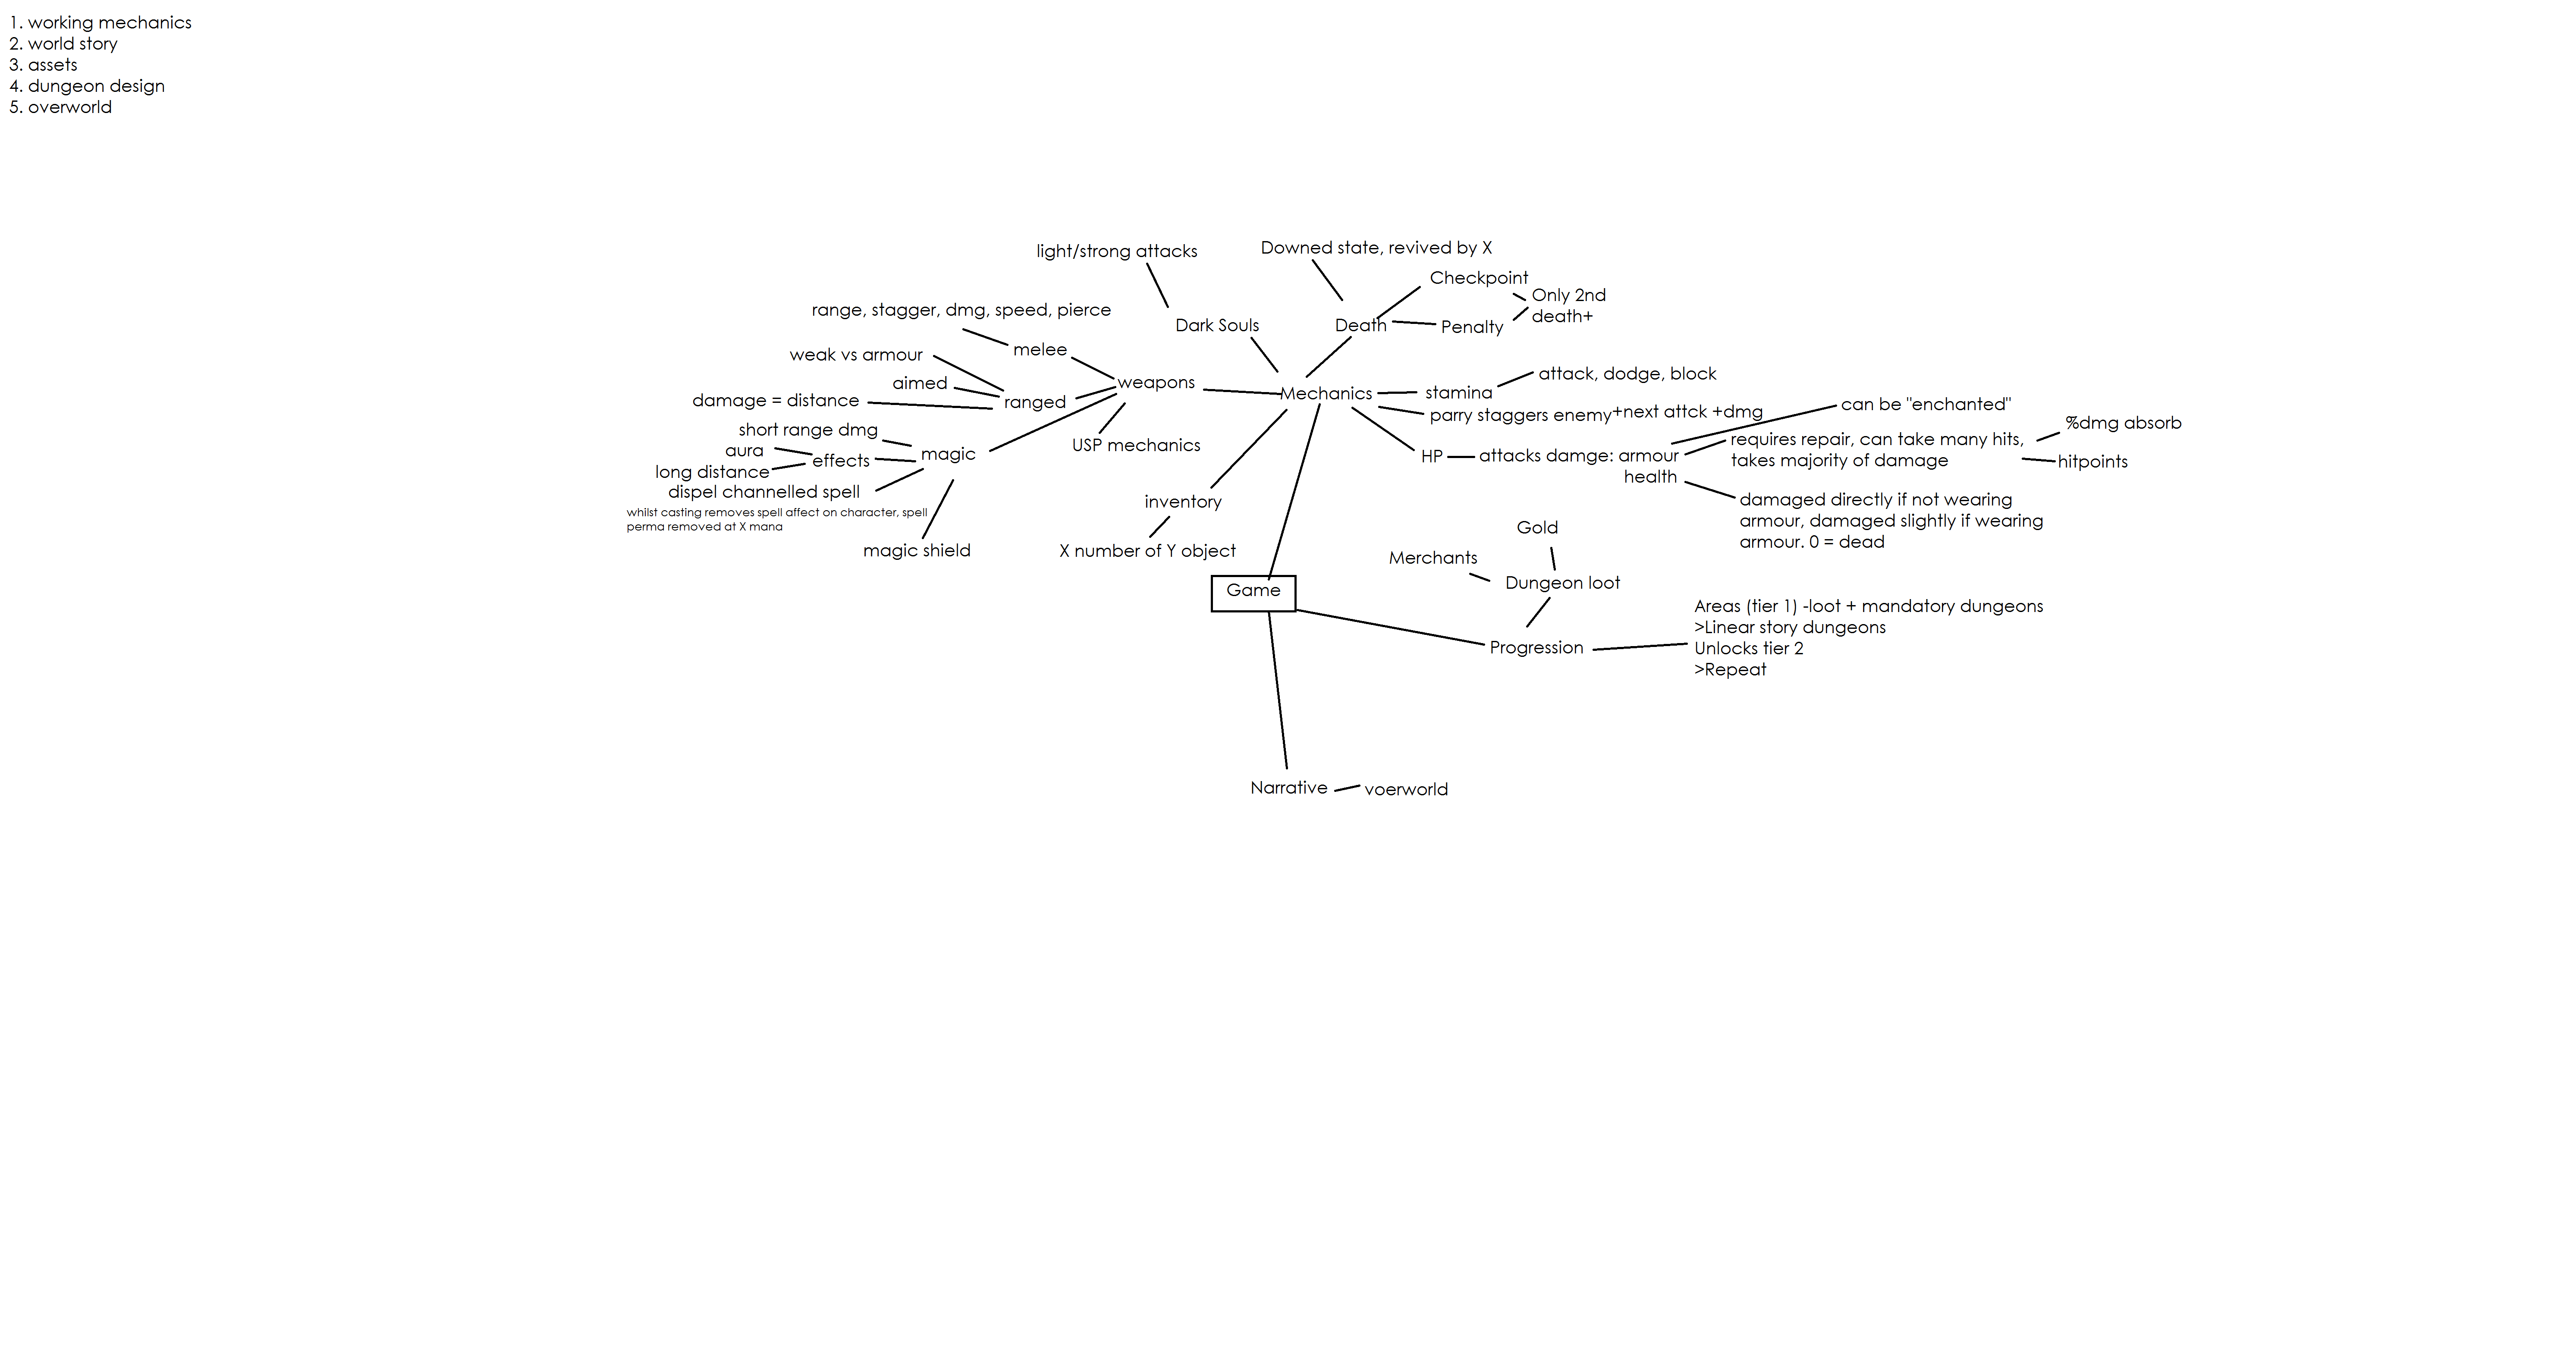 1. working mechanics
2. world story
3. assets
4. dungeon design
5. overworld
light/strong attacks
Downed state, revived by X
Checkpoint
Only 2nd
death+
range, stagger, dmg, speed, pierce
Dark Souls
Death
Penalty
weak vs armour
melee
aimed
weapons
Mechanics
stamina
attack, dodge, block
damage = distance
ranged
parry staggers enemy+next attck +dmg
can be "enchanted"
short range dmg
USP mechanics
%dmg absorb
aura
effects
magic
HP
attacks damge: armour
health
requires repair, can take many hits,
takes majority of damage
hitpoints
long distance
dispel channelled spell
whilst casting removes spell affect on character, spell
perma removed at X mana
inventory
damaged directly if not wearing
armour, damaged slightly if wearing
armour. 0 = dead
magic shield
X number of Y object
Gold
Merchants
Dungeon loot
Game
Areas (tier 1) -loot + mandatory dungeons
>Linear story dungeons
Unlocks tier 2
>Repeat
Progression
Narrative
voerworld